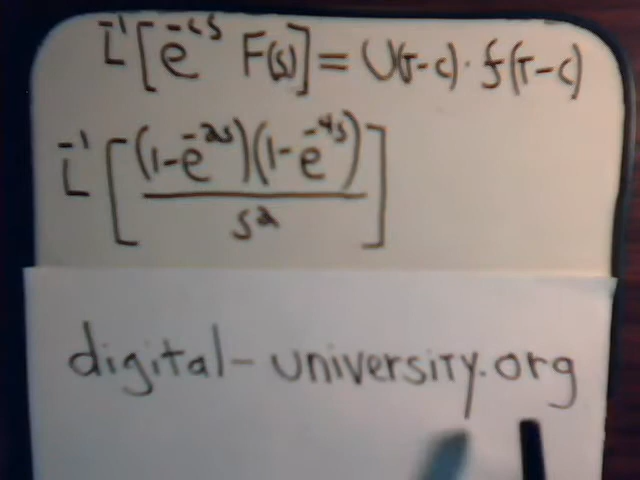 L⁻¹[e⁻ᶜˢ F(s)] = U(T-c)·f(T-c)
L⁻¹[(1-e⁻²ˢ)(1-e⁻⁴ˢ)/s²]
digital-university.org